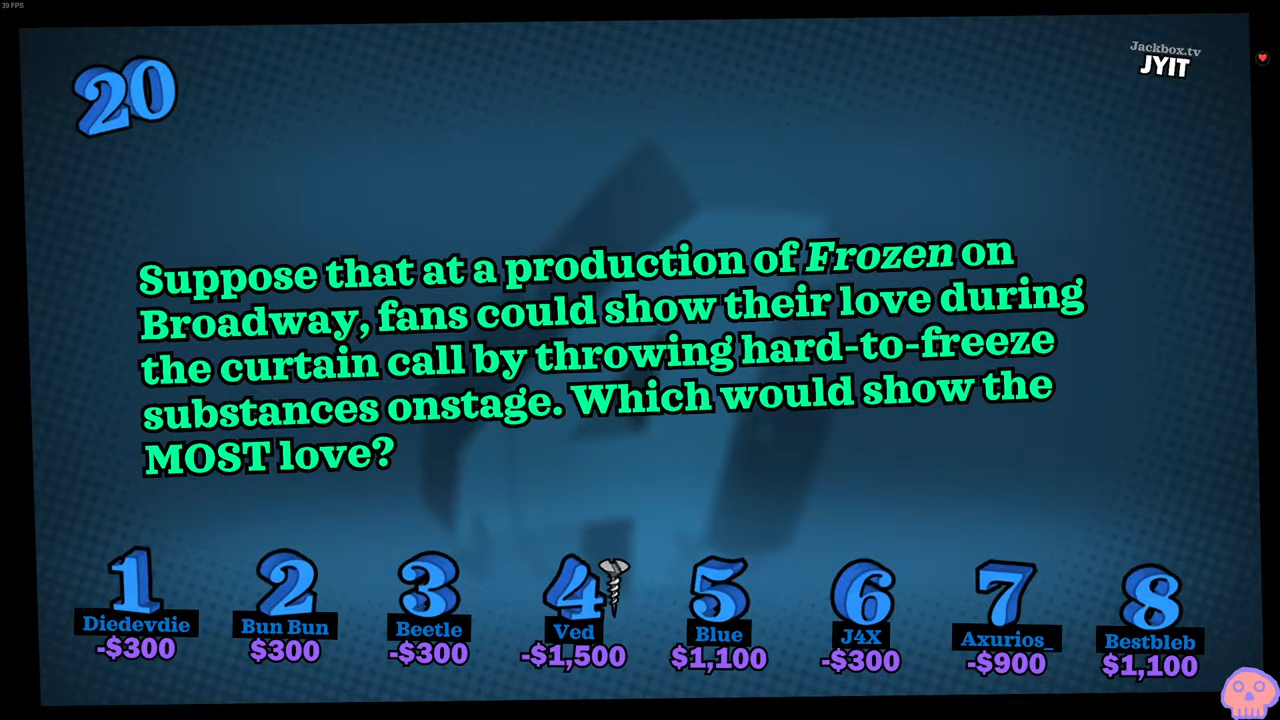 39 FPS
20
Jackbox.tv
JYIT
Suppose that at a production of Frozen on
Broadway, fans could show their love during
the curtain call by throwing hard-to-freeze
substances onstage. Which would show the
MOST love?
1 2 3 4 5 6 7 8
Diedevdie Bun Bun Beetle Ved Blue J4X Axurios_ Bestbleb
-$300 $300 -$300 -$1,500 $1,100 -$300 -$900 $1,100